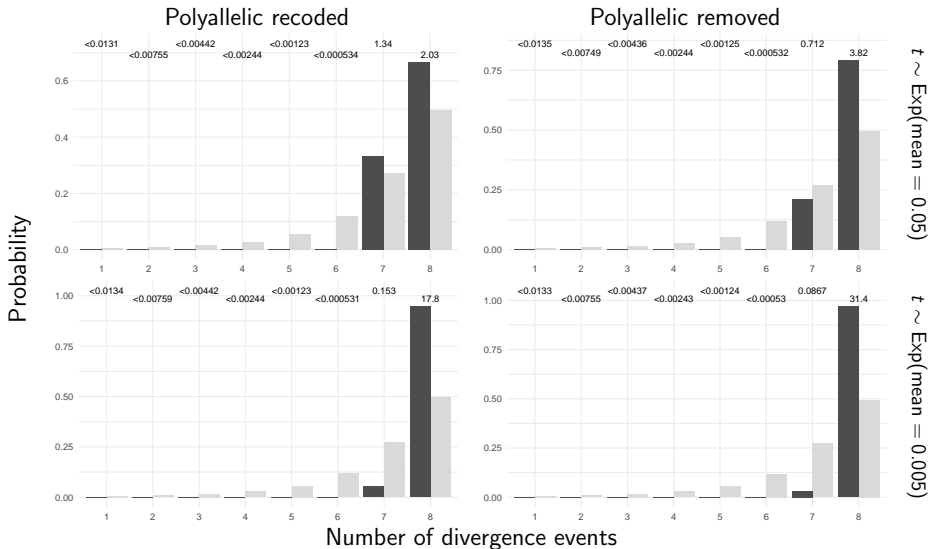 Polyallelic recoded
Polyallelic removed
<0.0131 <0.00755 <0.00442 <0.00244 <0.00123 <0.000534 1.34 2.03
0.6
0.4
0.2
0.0
1 2 3 4 5 6 7 8
<0.0135 <0.00749 <0.00436 <0.00244 <0.00125 <0.000532 0.712 3.82
0.75
0.50
0.25
0.00
1 2 3 4 5 6 7 8
t ~ Exp(mean = 0.05)
Probability
<0.0134 <0.00759 <0.00442 <0.00244 <0.00123 <0.000531 0.153 17.8
1.00
0.75
0.50
0.25
0.00
1 2 3 4 5 6 7 8
<0.0133 <0.00755 <0.00437 <0.00243 <0.00124 <0.00053 0.0867 31.4
1.00
0.75
0.50
0.25
0.00
1 2 3 4 5 6 7 8
t ~ Exp(mean = 0.005)
Number of divergence events